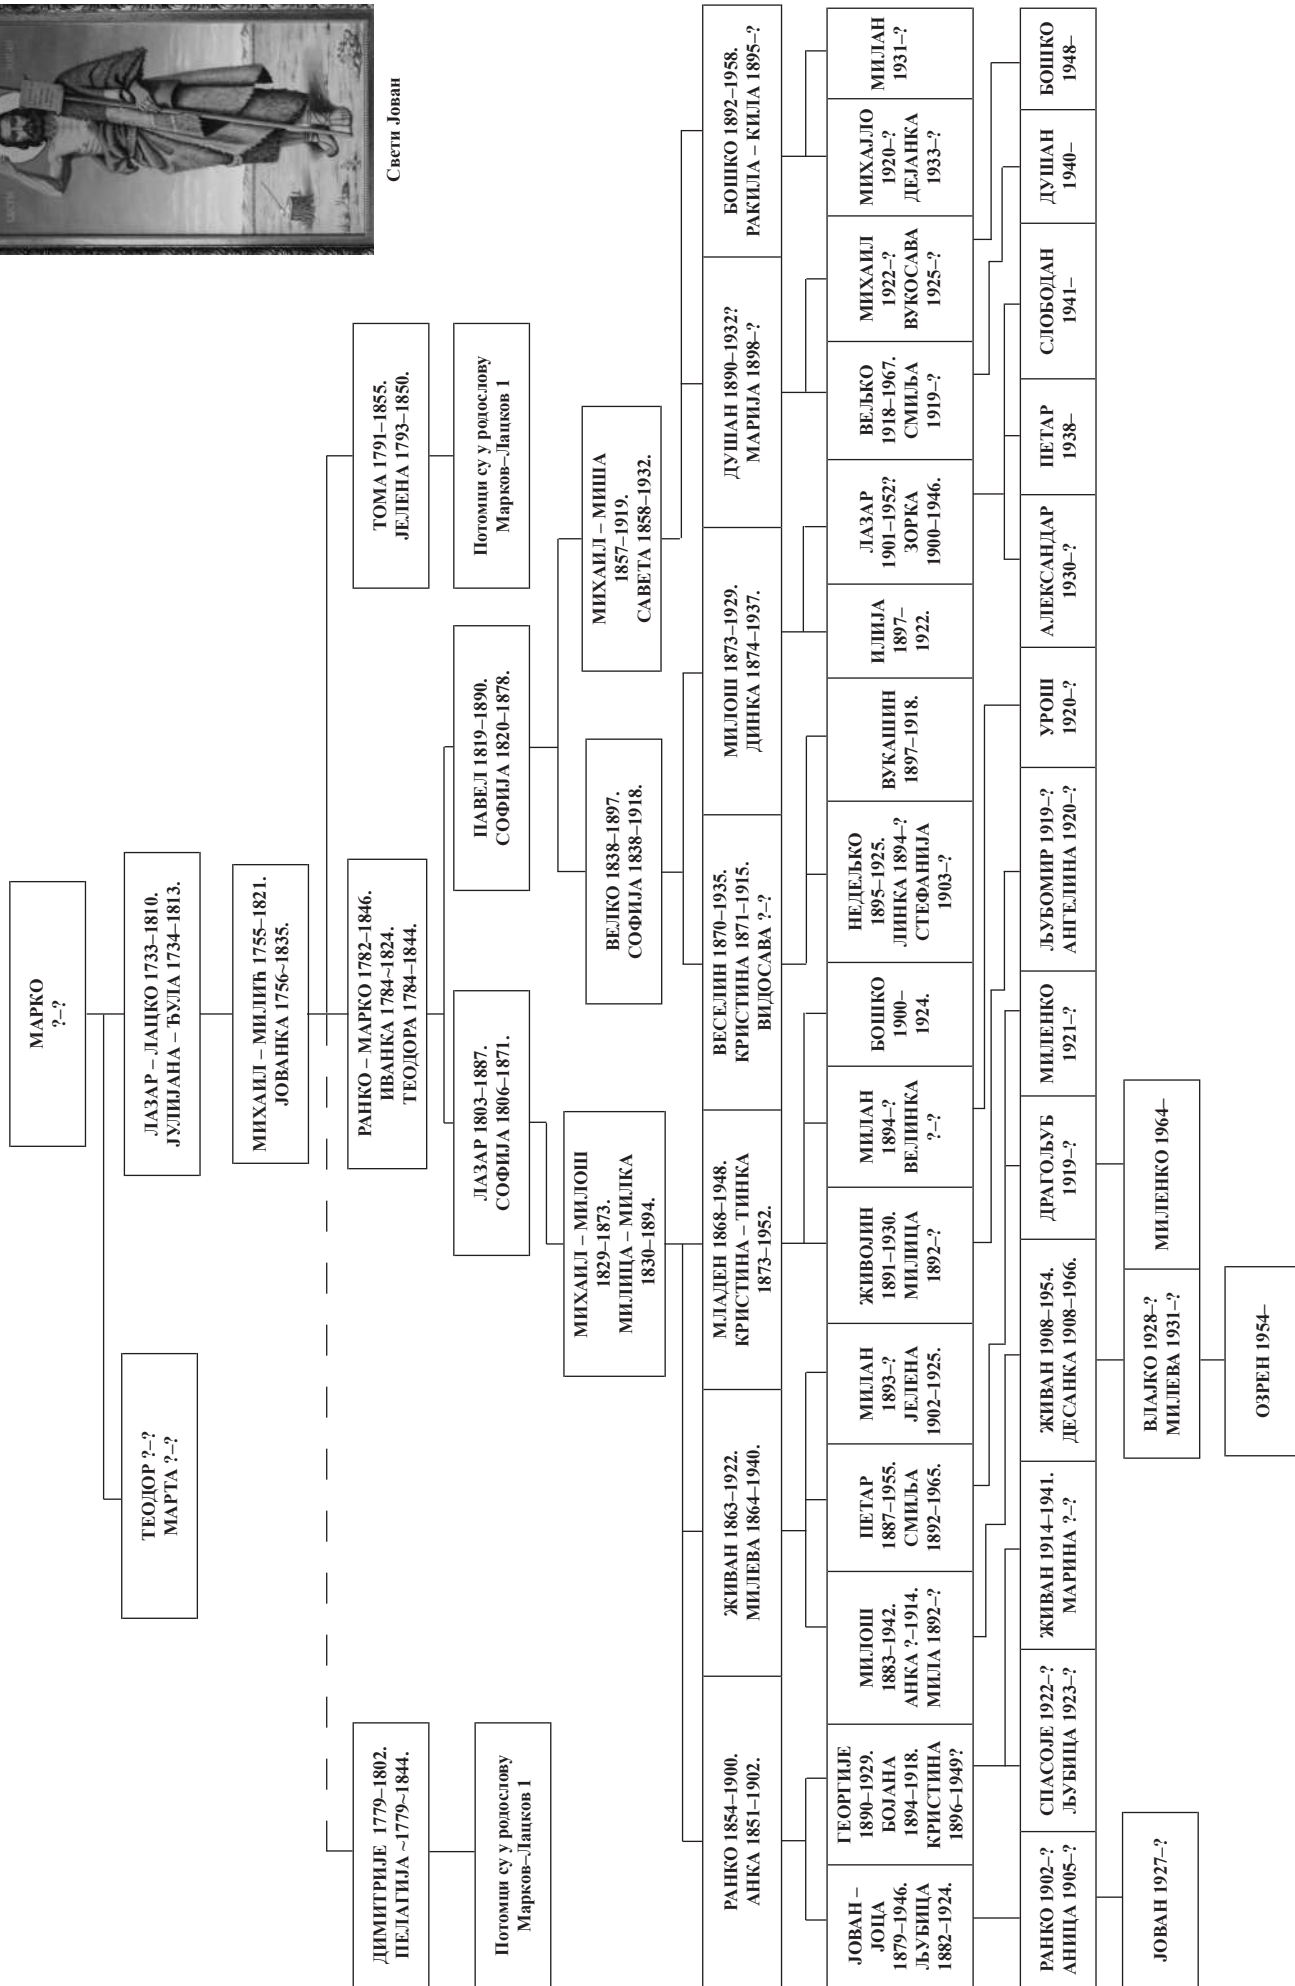 Свети Јован
МАРКО
?–?
ТЕОДОР ?–?
МАРТА ?–?
ЛАЗАР – ЛАЦКО 1733–1810.
ЈУЛИЈАНА – ЂУЛА 1734–1813.
МИХАИЛ – МИЛИЋ 1755–1821.
ЈОВАНКА 1756~1835.
ДИМИТРИЈЕ 1779–1802.
ПЕЛАГИЈА ~1779~1844.
РАНКО – МАРКО 1782–1846.
ИВАНКА 1784~1824.
ТЕОДОРА 1784–1844.
ТОМА 1791–1855.
ЈЕЛЕНА 1793–1850.
Потомци су у родослову
Марков–Лацков 1
ЛАЗАР 1803–1887.
СОФИЈА 1806–1871.
ПАВЕЛ 1819–1890.
СОФИЈА 1820–1878.
Потомци су у родослову
Марков–Лацков 1
МИХАИЛ – МИЛОШ
1829–1873.
МИЛИЦА – МИЛКА
1830–1894.
ВЕЛКО 1838–1897.
СОФИЈА 1838–1918.
МИХАИЛ – МИША
1857–1919.
САВЕТА 1858–1932.
РАНКО 1854–1900.
АНКА 1851–1902.
ЖИВАН 1863–1922.
МИЛЕВА 1864–1940.
МЛАДЕН 1868–1948.
КРИСТИНА – ТИНКА
1873–1952.
ВЕСЕЛИН 1870–1935.
КРИСТИНА 1871–1915.
ВИДОСАВА ?–?
МИЛОШ 1873–1929.
ДИНКА 1874–1937.
ДУШАН 1890–1932?
МАРИЈА 1898–?
БОШКО 1892–1958.
РАКИЛА – КИЛА 1895–?
ЈОВАН –
ЈОЦА
1879–1946.
ЉУБИЦА
1882–1924.
ГЕОРГИЈЕ
1890–1929.
БОЈАНА
1894–1918.
КРИСТИНА
1896–1949?
МИЛОШ
1883–1942.
АНКА ?–1914.
МИЛА 1892–?
ПЕТАР
1887–1955.
СМИЉА
1892–1965.
МИЛАН
1893–?
ЈЕЛЕНА
1902–1925.
ЖИВОЈИН
1891–1930.
МИЛИЦА
1892–?
МИЛАН
1894–?
ВЕЛИНКА
?–?
БОШКО
1900–
1924.
НЕДЕЉКО
1895–1925.
ЛИНКА 1894–?
СТЕФАНИЈА
1903–?
ВУКАШИН
1897–1918.
ИЛИЈА
1897–
1922.
ЛАЗАР
1901–1952?
ЗОРКА
1900–1946.
ВЕЉКО
1918–1967.
СМИЉА
1919–?
МИХАИЛ
1922–?
ВУКОСАВА
1925–?
МИХАЈЛО
1920–?
ДЕЈАНКА
1933–?
МИЛАН
1931–?
РАНКО 1902–?
АНИЦА 1905–?
СПАСОЈЕ 1922–?
ЉУБИЦА 1923–?
ЖИВАН 1914–1941.
МАРИНА ?–?
ЖИВАН 1908–1954.
ДЕСАНКА 1908–1966.
ДРАГОЉУБ
1919–?
МИЛЕНКО
1921–?
ЉУБОМИР 1919–?
АНГЕЛИНА 1920–?
УРОШ
1920–?
АЛЕКСАНДАР
1930–?
ПЕТАР
1938–
СЛОБОДАН
1941–
ДУШАН
1940–
БОШКО
1948–
ЈОВАН 1927–?
ВЛАЈКО 1928–?
МИЛЕВА 1931–?
МИЛЕНКО 1964–
ОЗРЕН 1954–